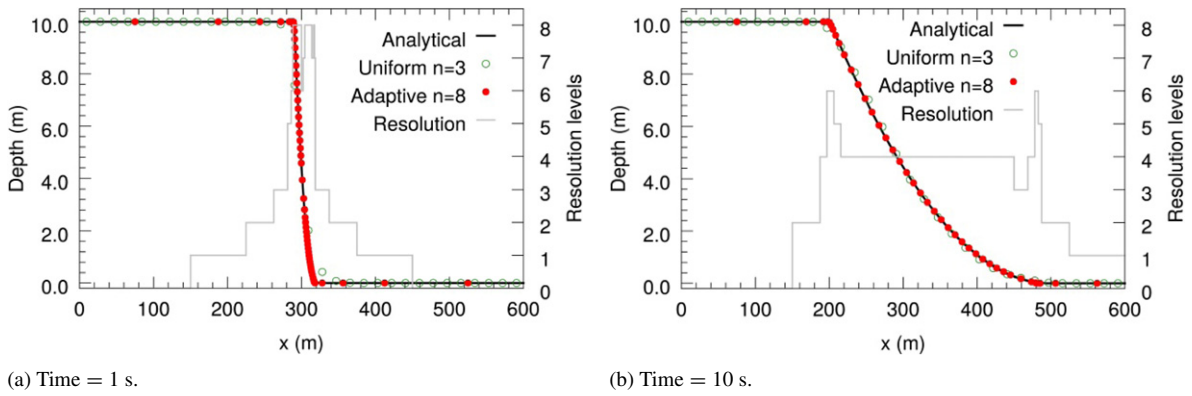 10.0
8.0
6.0
4.0
2.0
0.0
Depth (m)
Analytical
Uniform n=3
Adaptive n=8
Resolution
8
7
6
5
4
3
2
1
0
Resolution levels
0 100 200 300 400 500 600
x (m)
(a) Time = 1 s.
10.0
8.0
6.0
4.0
2.0
0.0
Depth (m)
Analytical
Uniform n=3
Adaptive n=8
Resolution
8
7
6
5
4
3
2
1
0
Resolution levels
0 100 200 300 400 500 600
x (m)
(b) Time = 10 s.